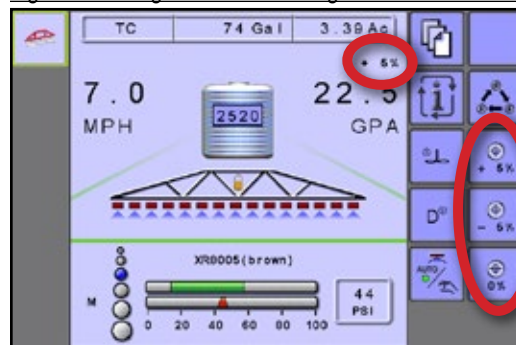 TC 74 Gal 3.39 Ac
+ 5%
7.0 22.5
MPH GPA
2520
+ 5%
D
- 5%
XR8005(brown)
AUTO
0%
M
44
PSI
0 20 40 60 80 100